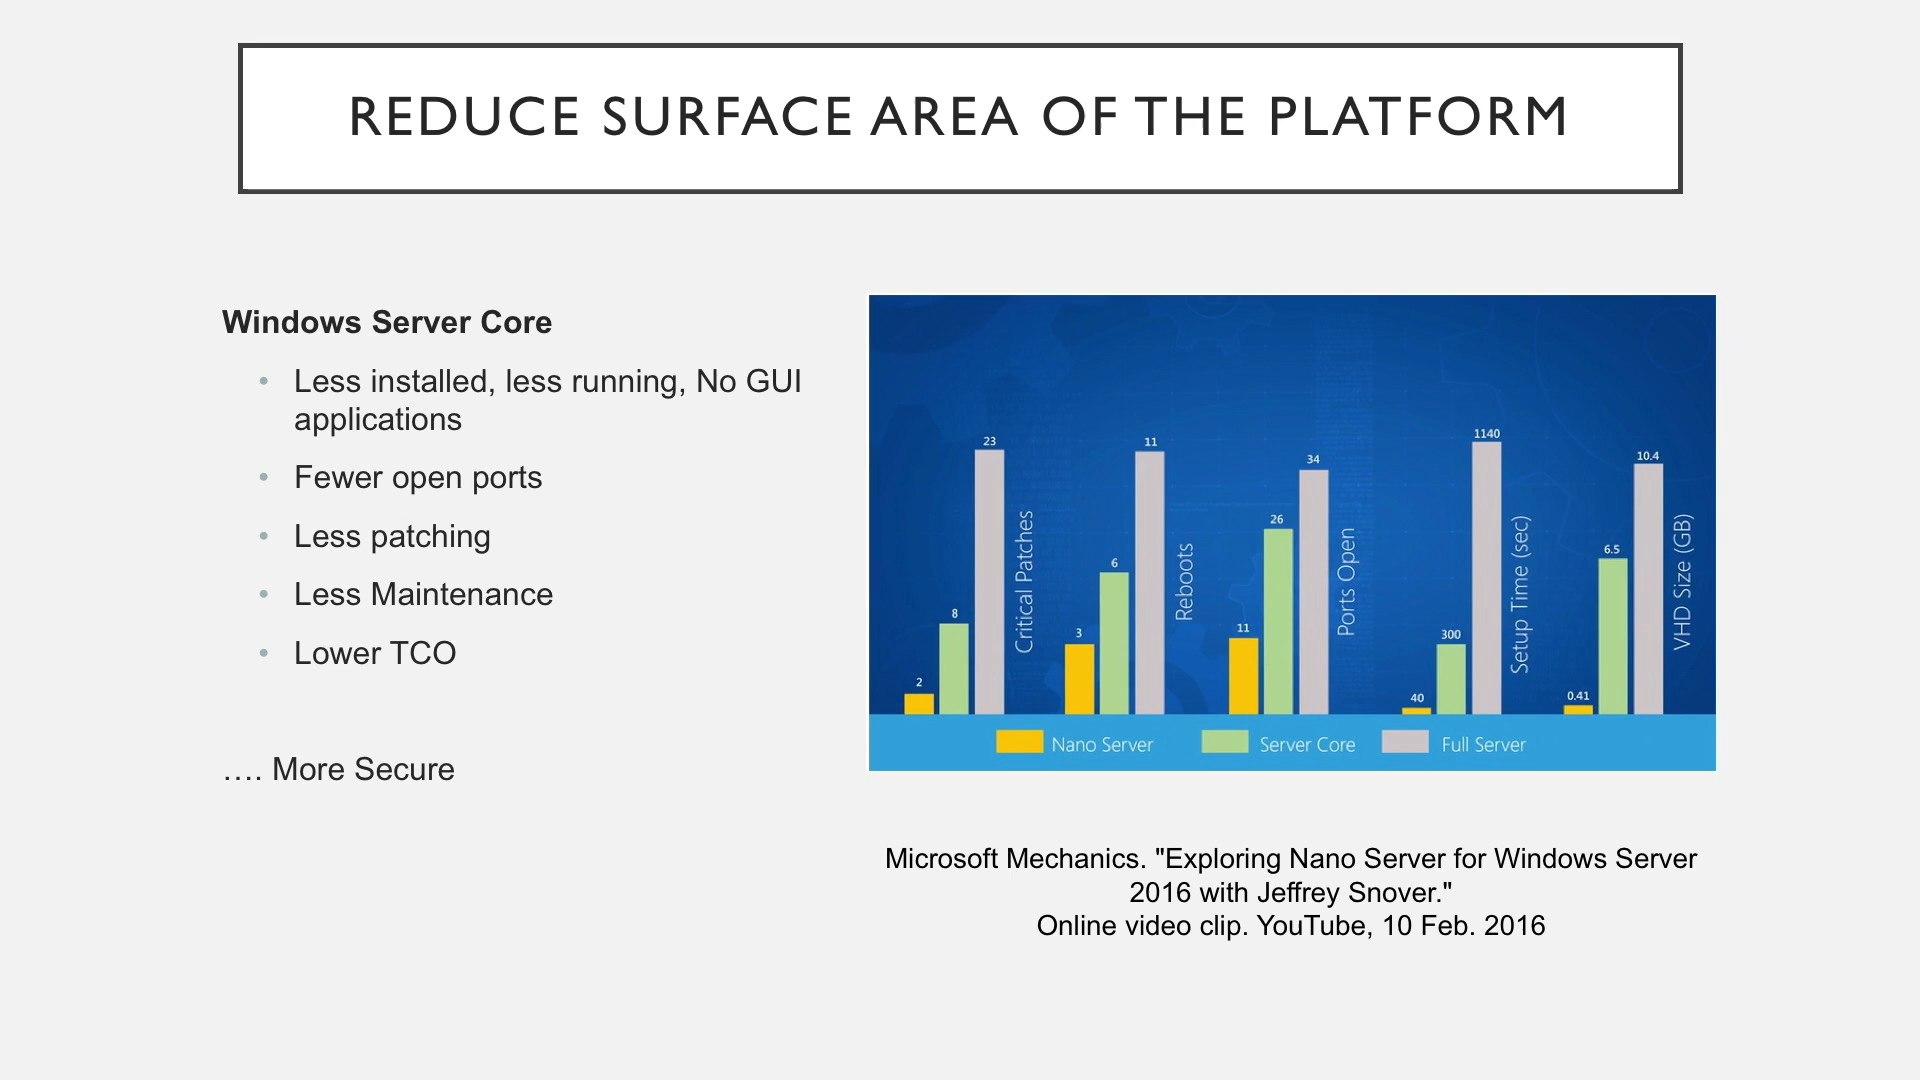 REDUCE SURFACE AREA OF THE PLATFORM
Windows Server Core
• Less installed, less running, No GUI
applications
• Fewer open ports
• Less patching
• Less Maintenance
• Lower TCO
…. More Secure
2
8
23
Critical Patches
3
6
11
Reboots
11
26
34
Ports Open
40
300
1140
Setup Time (sec)
0.41
6.5
10.4
VHD Size (GB)
Nano Server
Server Core
Full Server
Microsoft Mechanics. "Exploring Nano Server for Windows Server
2016 with Jeffrey Snover."
Online video clip. YouTube, 10 Feb. 2016